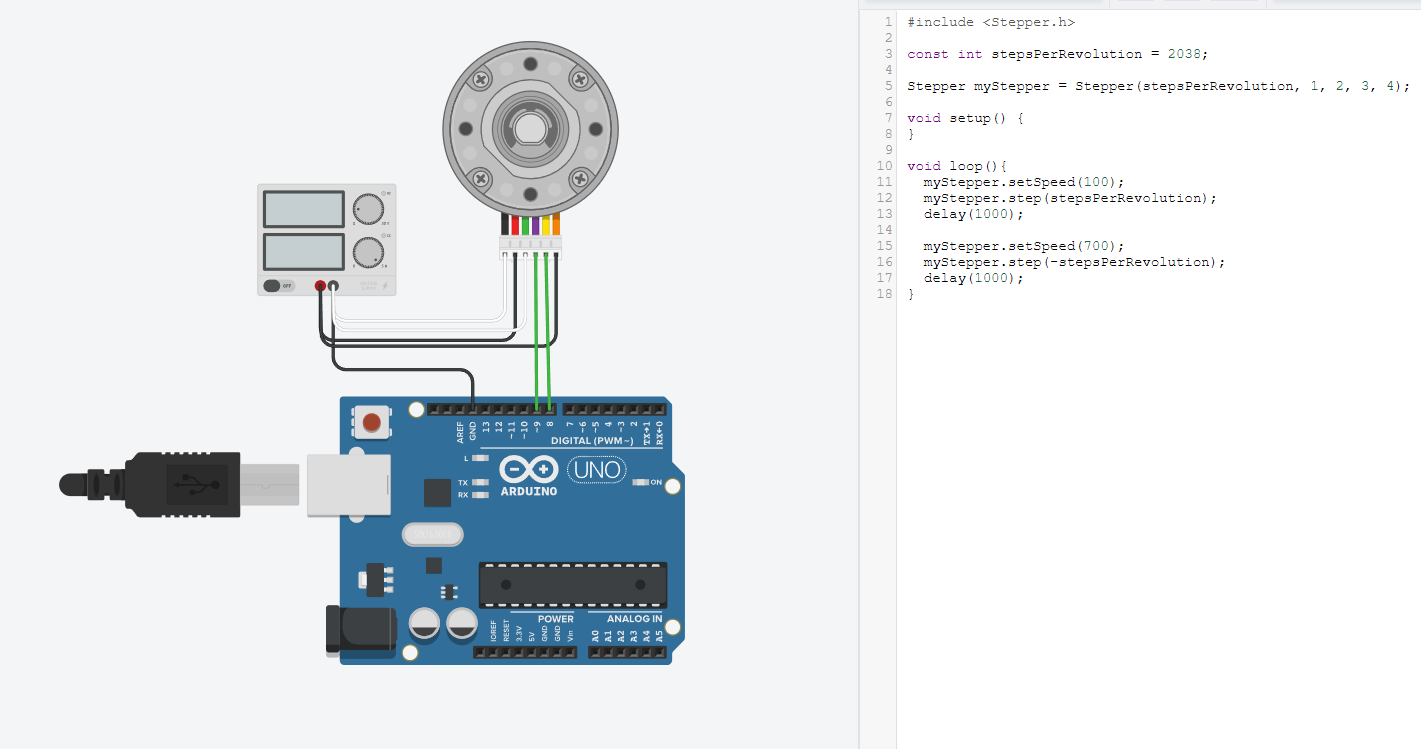 OFF
AREF
GND
13
12
~11
~10
~9
8
7
~6
~5
4
~3
2
TX→1
RX←0
DIGITAL (PWM~)
L
TX
RX
ARDUINO
UNO
ON
POWER
ANALOG IN
IOREF
RESET
3.3V
5V
GND
GND
Vin
A0
A1
A2
A3
A4
A5
1 #include <Stepper.h>
2
3 const int stepsPerRevolution = 2038;
4
5 Stepper myStepper = Stepper(stepsPerRevolution, 1, 2, 3, 4);
6
7 void setup() {
8 }
9
10 void loop(){
11 myStepper.setSpeed(100);
12 myStepper.step(stepsPerRevolution);
13 delay(1000);
14
15 myStepper.setSpeed(700);
16 myStepper.step(-stepsPerRevolution);
17 delay(1000);
18 }